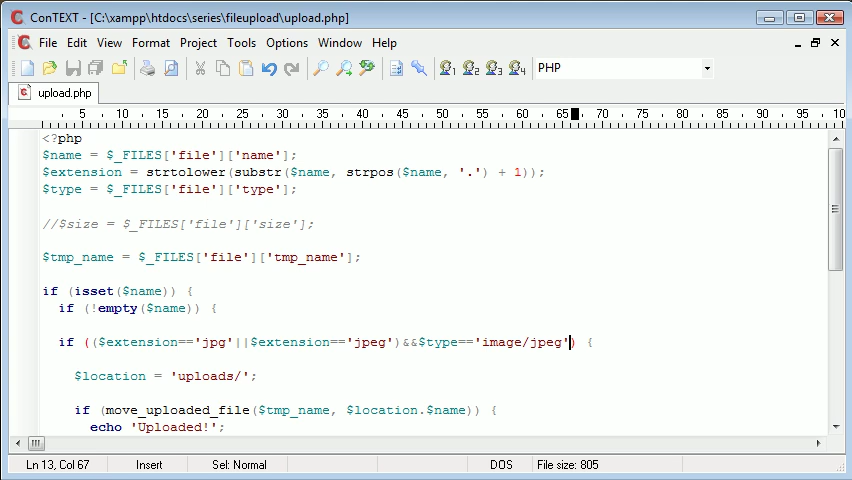 ConTEXT - [C:\xampp\htdocs\series\fileupload\upload.php]
File Edit View Format Project Tools Options Window Help
1 2 3 4 PHP
upload.php
5 10 15 20 25 30 35 40 45 50 55 60 65 70 75 80 85 90 95 10
<?php
$name = $_FILES['file']['name'];
$extension = strtolower(substr($name, strpos($name, '.') + 1));
$type = $_FILES['file']['type'];
//$size = $_FILES['file']['size'];
$tmp_name = $_FILES['file']['tmp_name'];
if (isset($name)) {
if (!empty($name)) {
if (($extension=='jpg'||$extension=='jpeg')&&$type=='image/jpeg') {
$location = 'uploads/';
if (move_uploaded_file($tmp_name, $location.$name)) {
echo 'Uploaded!';
Ln 13, Col 67 Insert Sel: Normal DOS File size: 805